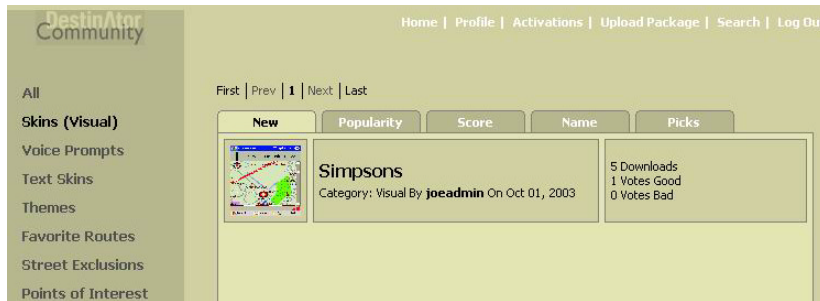 DestinAtor
Community
Home | Profile | Activations | Upload Package | Search | Log Ou
All
Skins (Visual)
Voice Prompts
Text Skins
Themes
Favorite Routes
Street Exclusions
Points of Interest
First | Prev | 1 | Next | Last
New Popularity Score Name Picks
Simpsons
Category: Visual By joeadmin On Oct 01, 2003
5 Downloads
1 Votes Good
0 Votes Bad